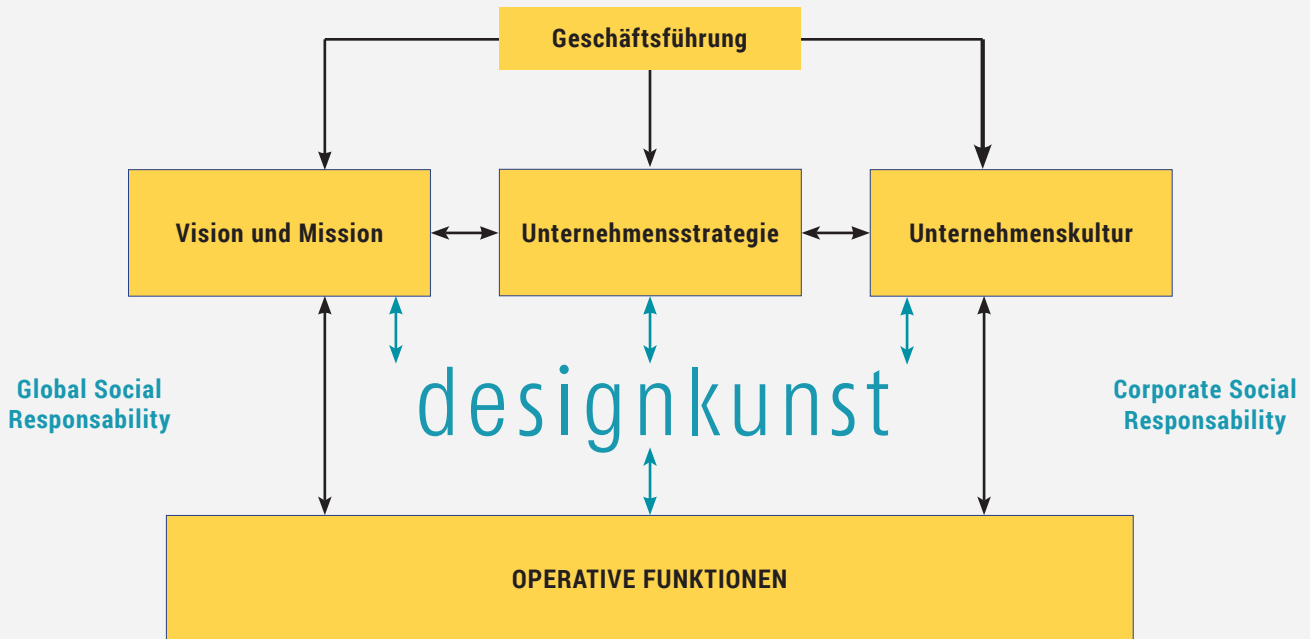 Geschäftsführung
Vision und Mission
Unternehmensstrategie
Unternehmenskultur
Global Social
Responsability
designkunst
Corporate Social
Responsability
OPERATIVE FUNKTIONEN